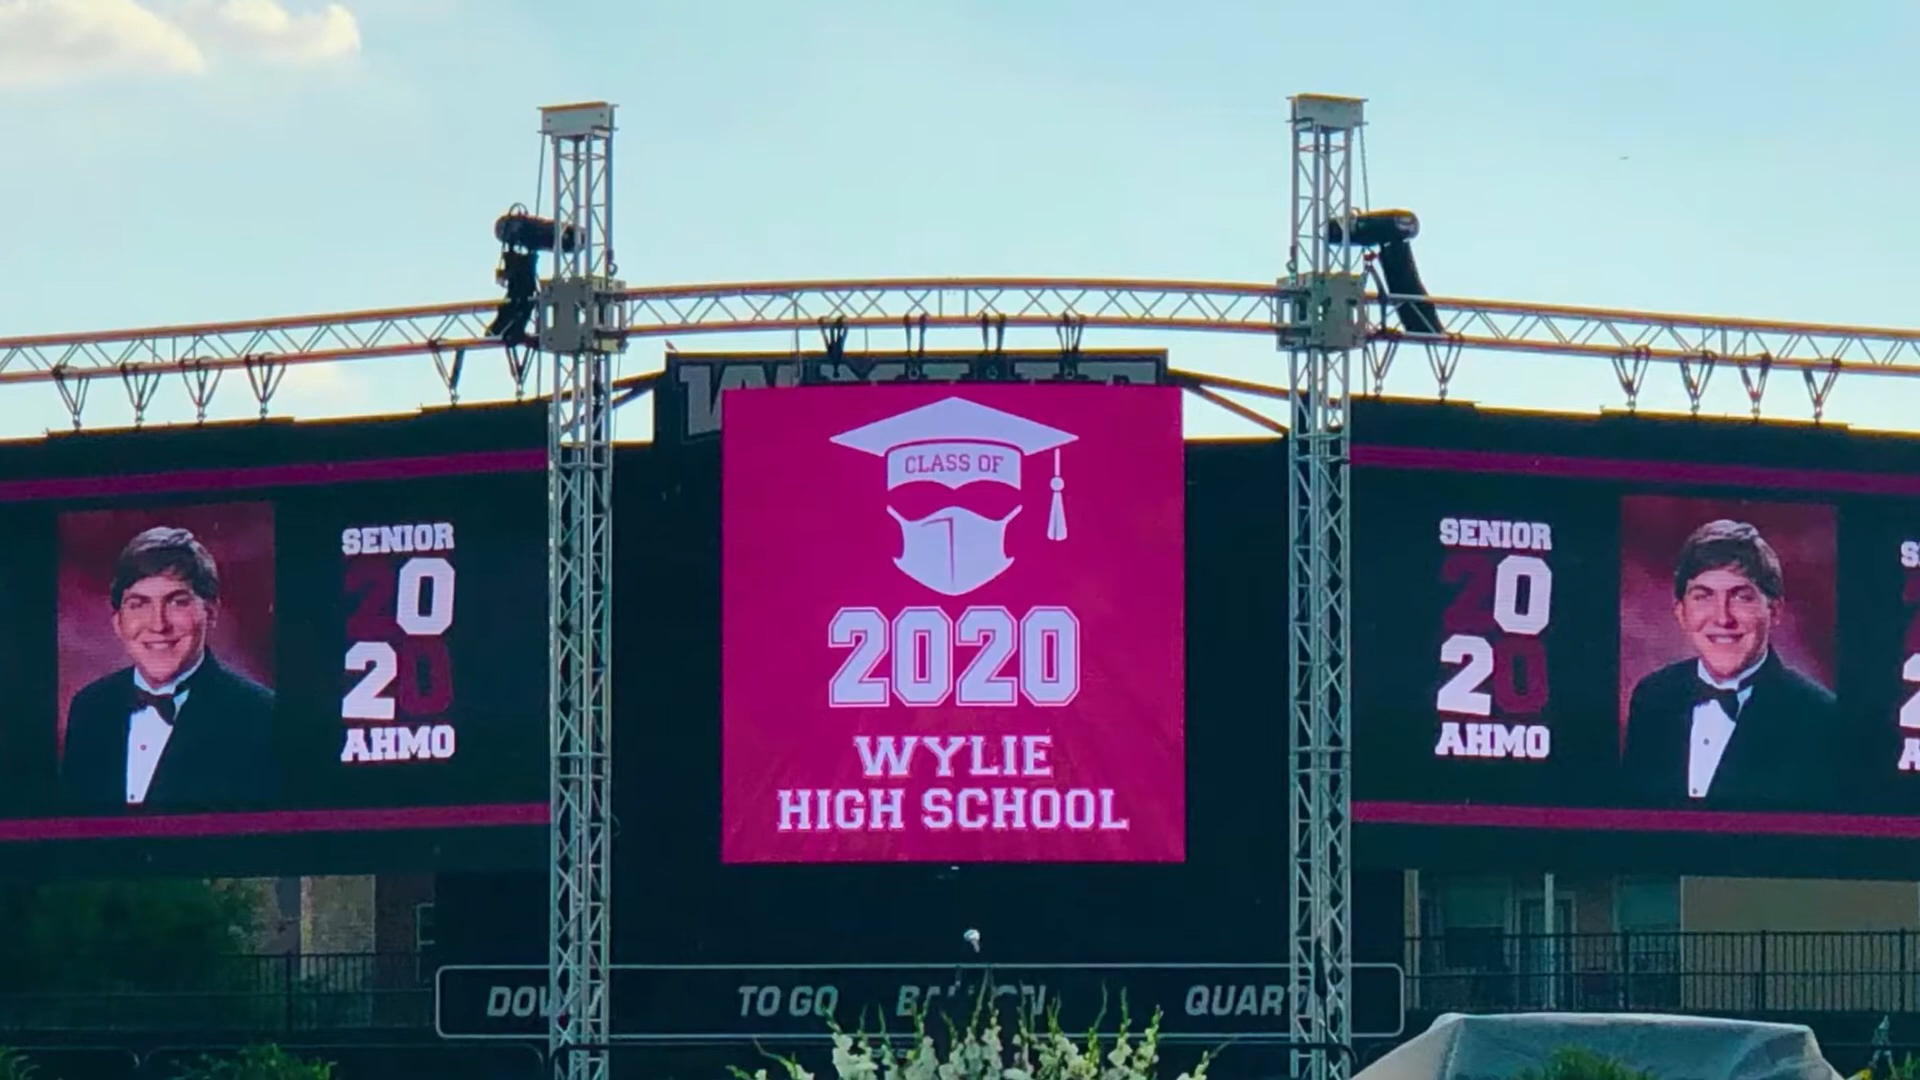 CLASS OF
2020
WYLIE
HIGH SCHOOL
SENIOR
20
20
AHMO
SENIOR
20
20
AHMO
TO GO